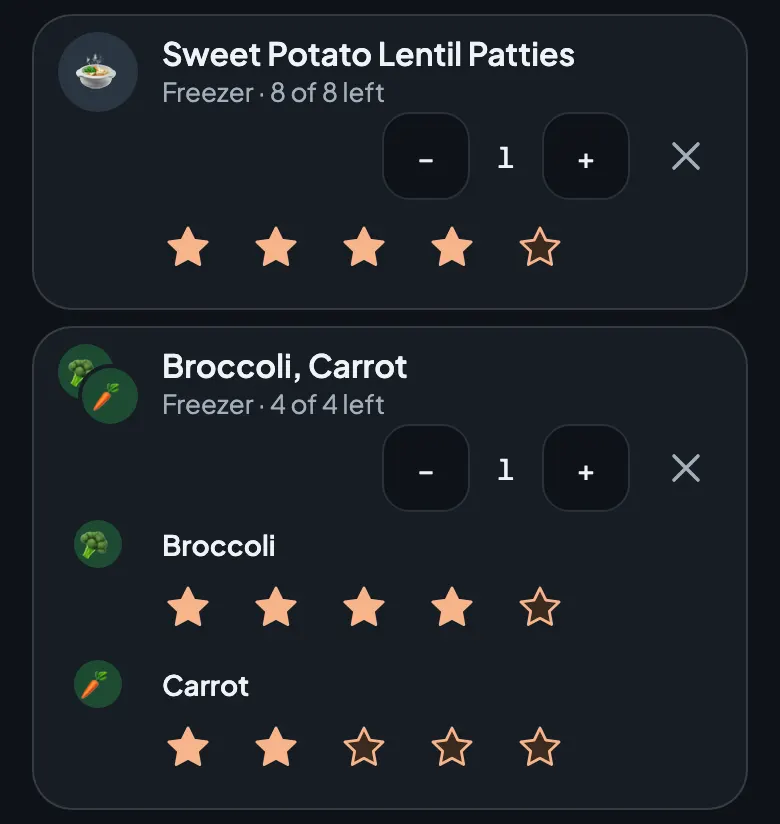 Sweet Potato Lentil Patties
Freezer · 8 of 8 left
- 1 +
Broccoli, Carrot
Freezer · 4 of 4 left
- 1 +
Broccoli
Carrot